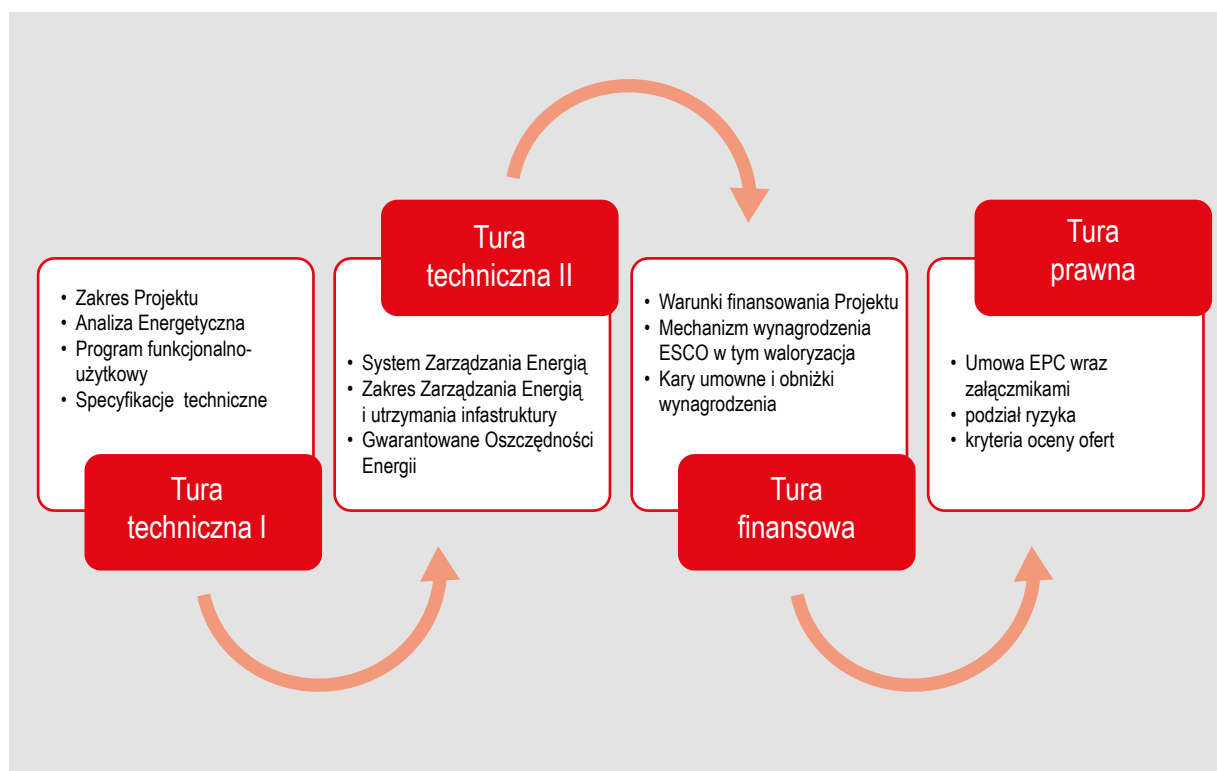 • Zakres Projektu
• Analiza Energetyczna
• Program funkcjonalno-
użytkowy
• Specyfikacje techniczne
Tura
techniczna I
Tura
techniczna II
• System Zarządzania Energią
• Zakres Zarządzania Energią
i utrzymania infastruktury
• Gwarantowane Oszczędności
Energii
• Warunki finansowania Projektu
• Mechanizm wynagrodzenia
ESCO w tym waloryzacja
• Kary umowne i obniżki
wynagrodzenia
Tura
finansowa
Tura
prawna
• Umowa EPC wraz
załączmikami
• podział ryzyka
• kryteria oceny ofert